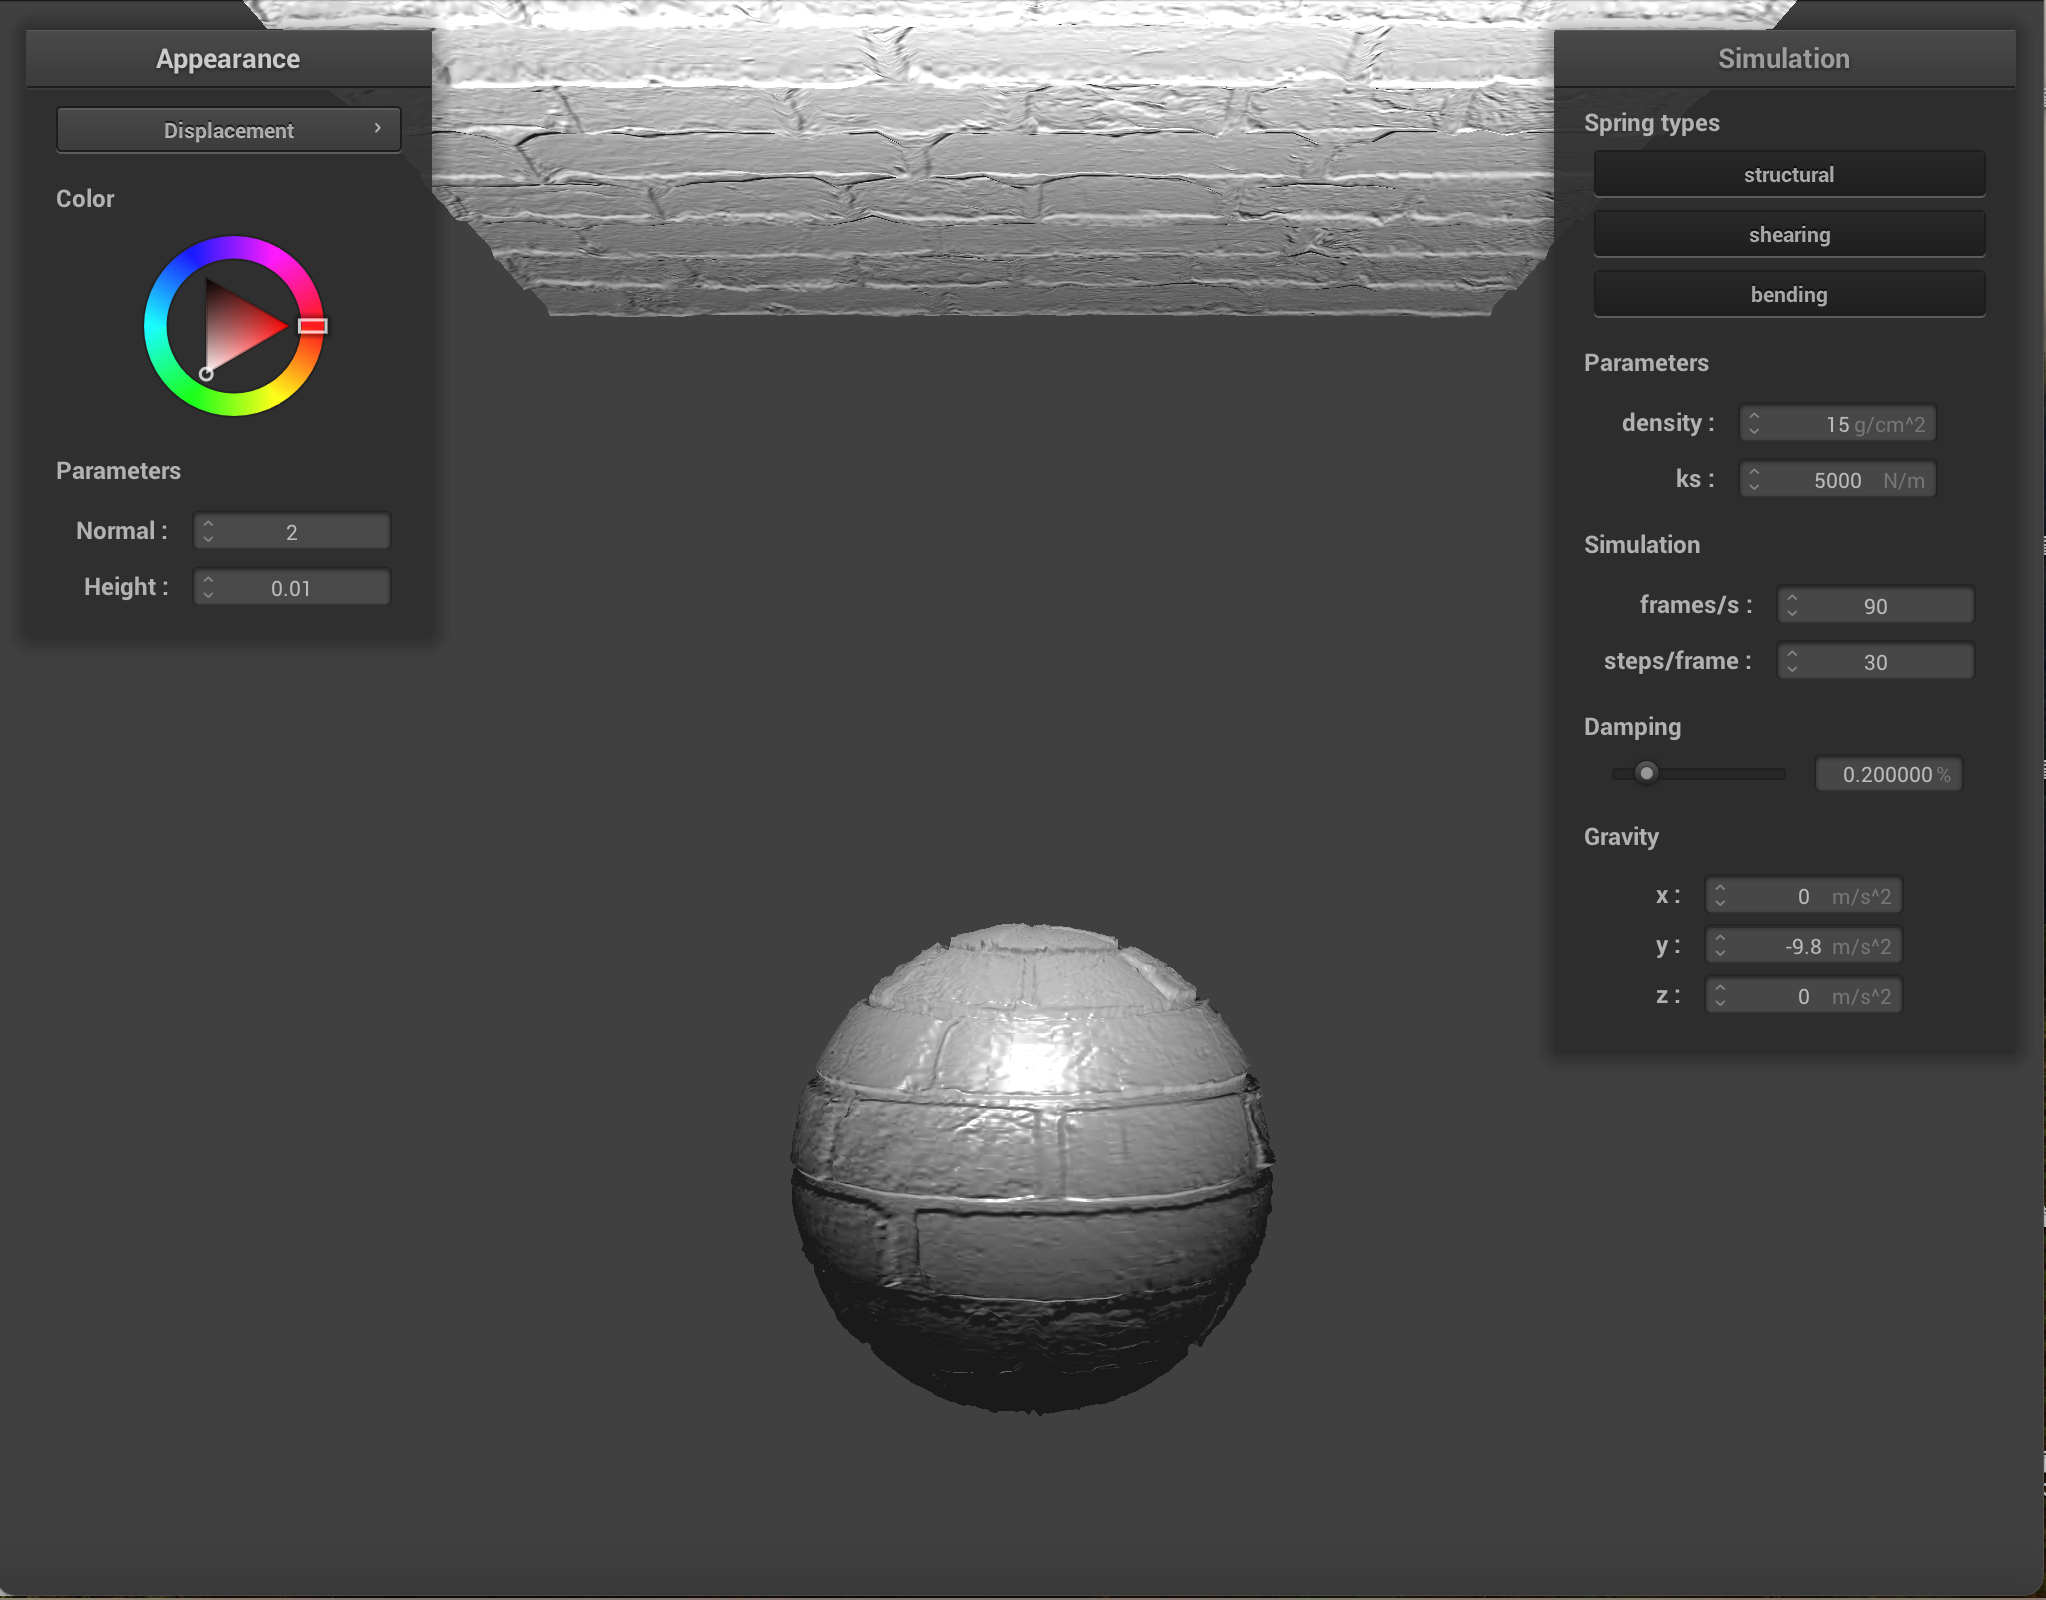 Appearance
Displacement
Color
Parameters
Normal : 2
Height : 0.01
Simulation
Spring types
structural
shearing
bending
Parameters
density : 15 g/cm^2
ks : 5000 N/m
Simulation
frames/s : 90
steps/frame : 30
Damping
0.200000 %
Gravity
x : 0 m/s^2
y : -9.8 m/s^2
z : 0 m/s^2